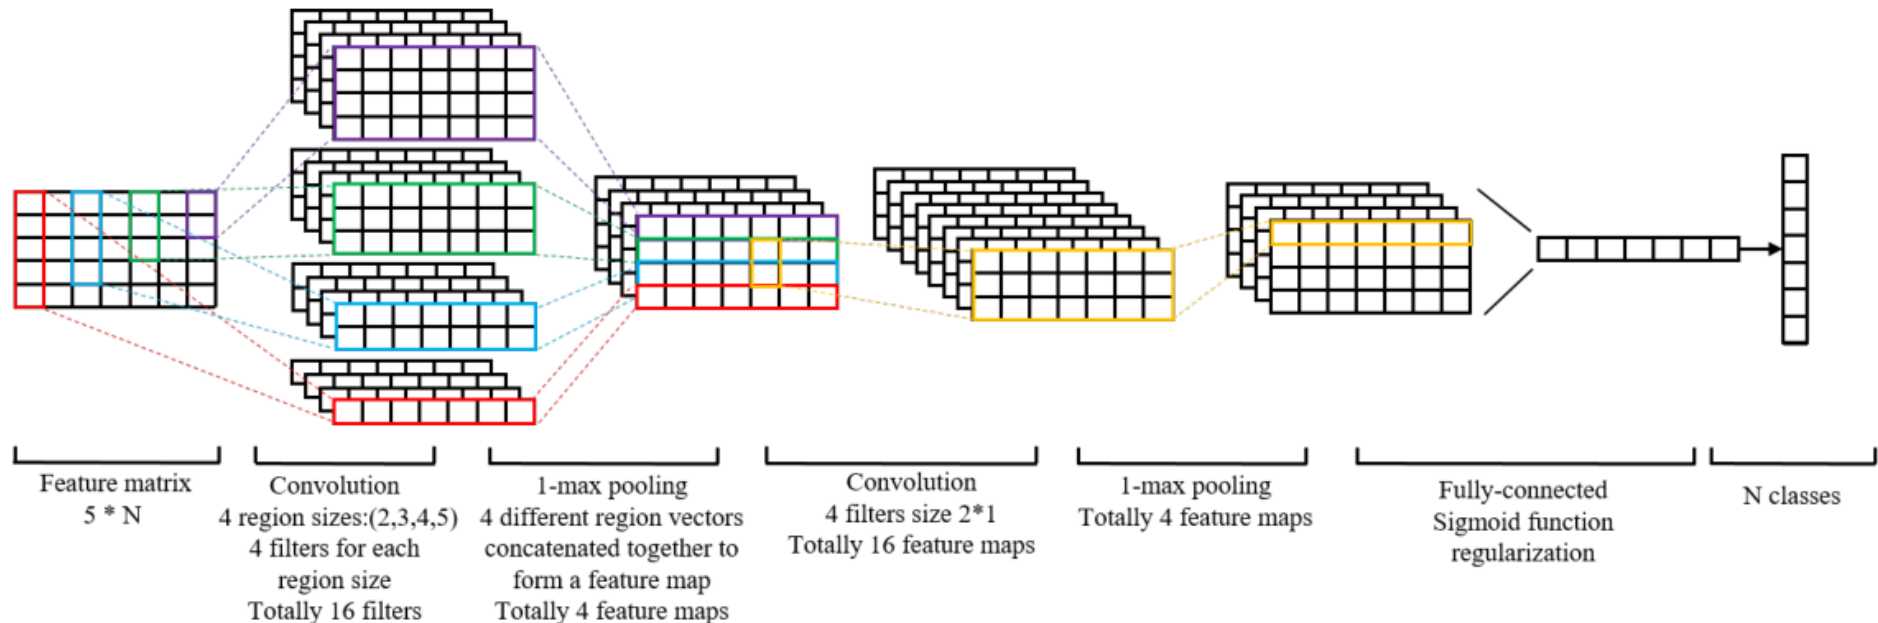 Feature matrix
5 * N
Convolution
4 region sizes:(2,3,4,5)
4 filters for each
region size
Totally 16 filters
1-max pooling
4 different region vectors
concatenated together to
form a feature map
Totally 4 feature maps
Convolution
4 filters size 2*1
Totally 16 feature maps
1-max pooling
Totally 4 feature maps
Fully-connected
Sigmoid function
regularization
N classes